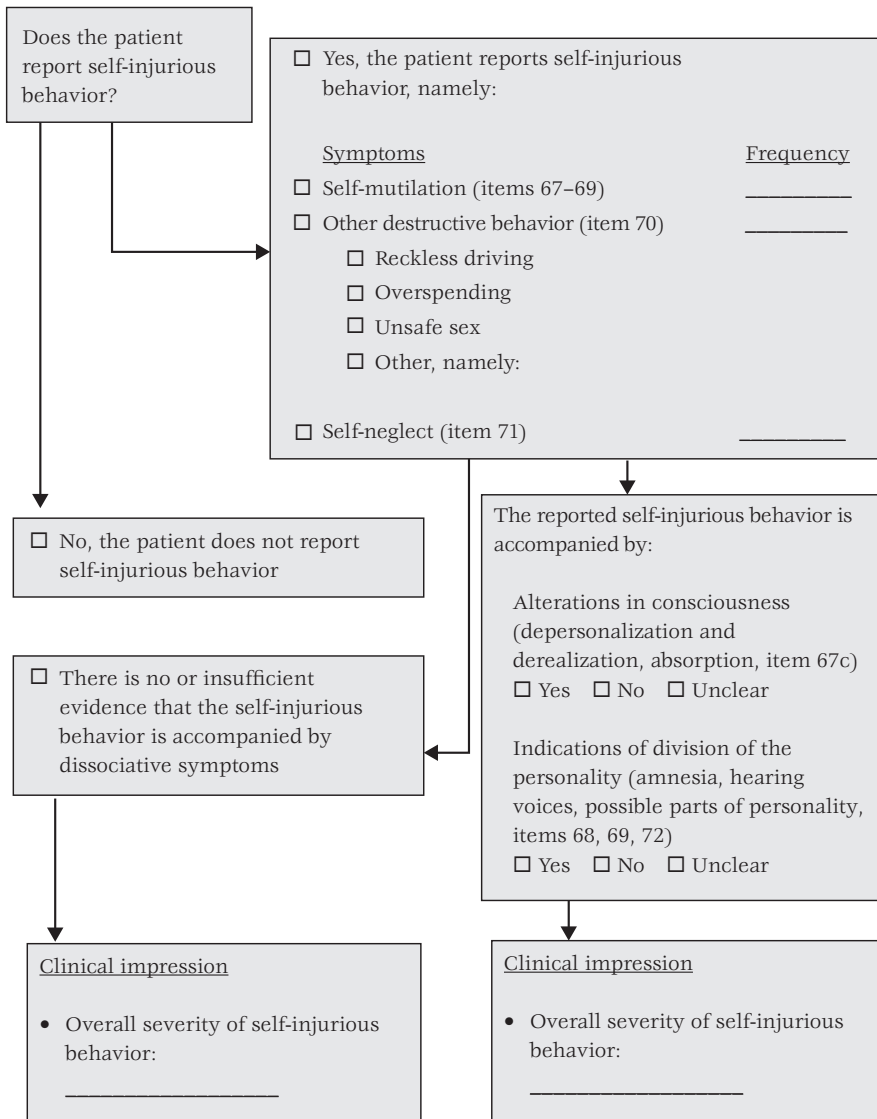 Does the patient
report self-injurious
behavior?
☐ Yes, the patient reports self-injurious
behavior, namely:
Symptoms Frequency
☐ Self-mutilation (items 67–69) _________
☐ Other destructive behavior (item 70) _________
☐ Reckless driving
☐ Overspending
☐ Unsafe sex
☐ Other, namely:
☐ Self-neglect (item 71) _________
☐ No, the patient does not report
self-injurious behavior
☐ There is no or insufficient
evidence that the self-injurious
behavior is accompanied by
dissociative symptoms
The reported self-injurious behavior is
accompanied by:
Alterations in consciousness
(depersonalization and
derealization, absorption, item 67c)
☐ Yes ☐ No ☐ Unclear
Indications of division of the
personality (amnesia, hearing
voices, possible parts of personality,
items 68, 69, 72)
☐ Yes ☐ No ☐ Unclear
Clinical impression
• Overall severity of self-injurious
behavior:
__________________
Clinical impression
• Overall severity of self-injurious
behavior:
__________________